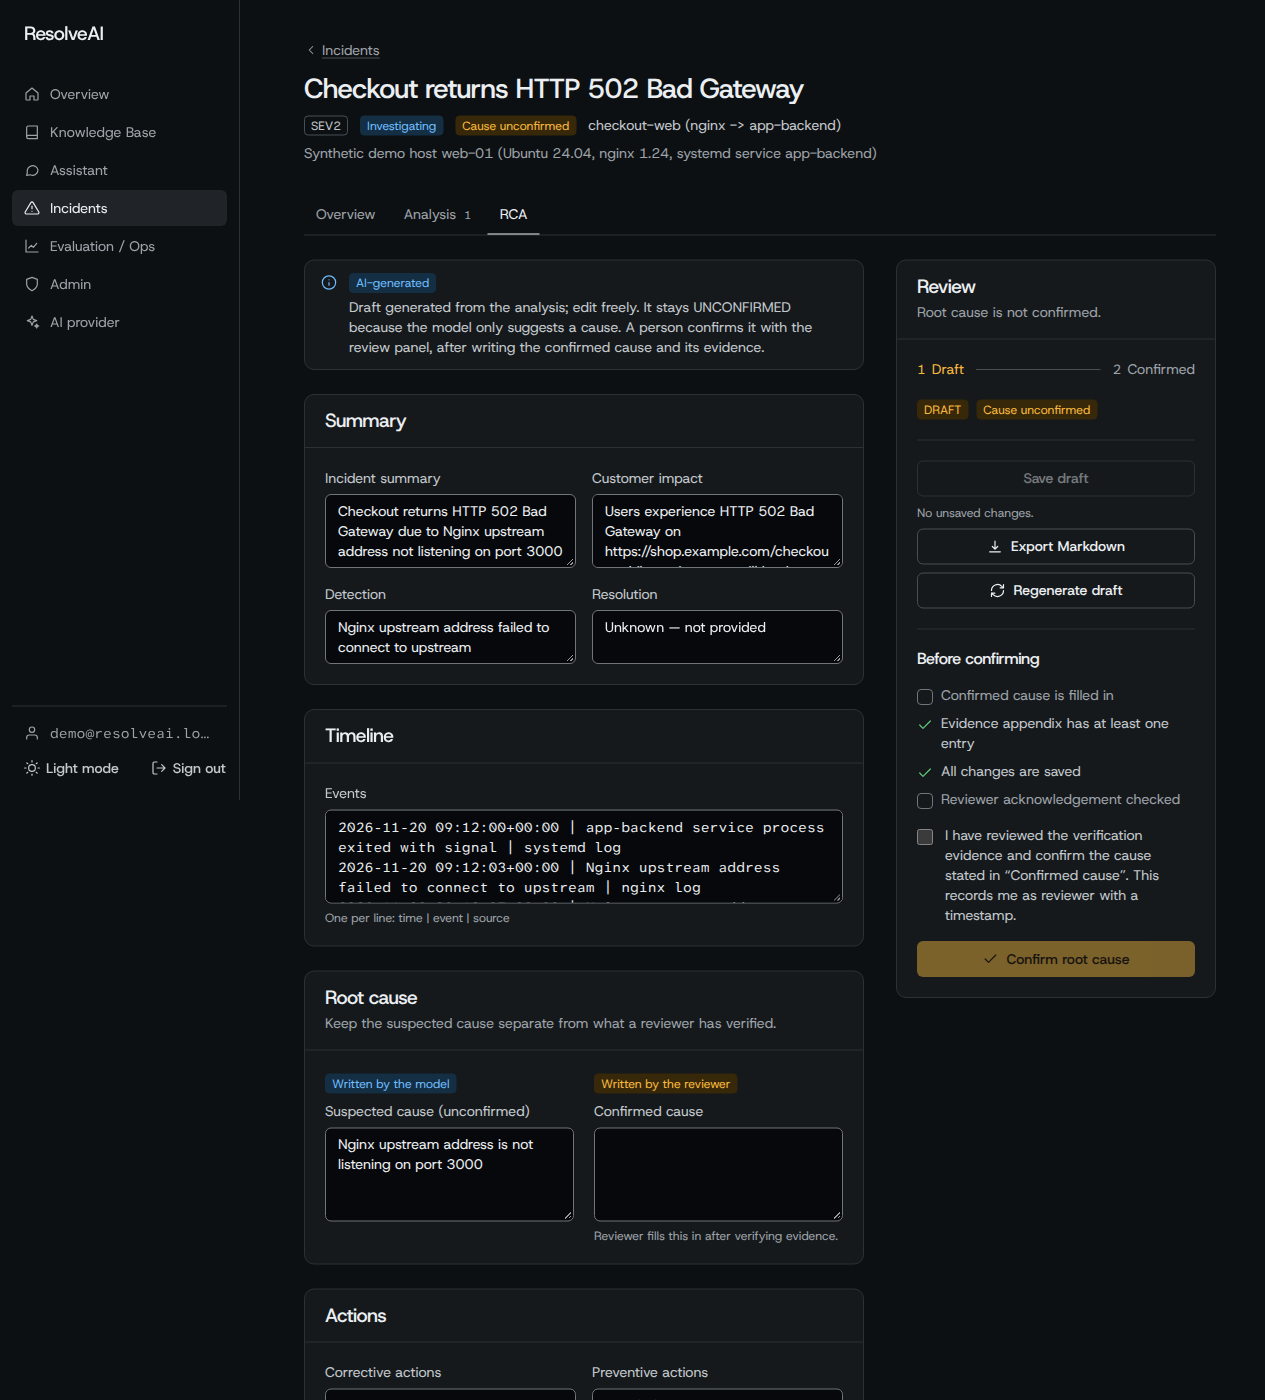 ResolveAI
Overview
Knowledge Base
Assistant
Incidents
Evaluation / Ops
Admin
AI provider
demo@resolveai.lo…
Light mode
Sign out
Incidents
Checkout returns HTTP 502 Bad Gateway
SEV2 Investigating Cause unconfirmed checkout-web (nginx -> app-backend)
Synthetic demo host web-01 (Ubuntu 24.04, nginx 1.24, systemd service app-backend)
Overview Analysis 1 RCA
AI-generated
Draft generated from the analysis; edit freely. It stays UNCONFIRMED
because the model only suggests a cause. A person confirms it with the
review panel, after writing the confirmed cause and its evidence.
Summary
Incident summary
Checkout returns HTTP 502 Bad
Gateway due to Nginx upstream
address not listening on port 3000
Customer impact
Users experience HTTP 502 Bad
Gateway on
https://shop.example.com/checkou
Detection
Nginx upstream address failed to
connect to upstream
Resolution
Unknown — not provided
Timeline
Events
2026-11-20 09:12:00+00:00 | app-backend service process
exited with signal | systemd log
2026-11-20 09:12:03+00:00 | Nginx upstream address
failed to connect to upstream | nginx log
One per line: time | event | source
Root cause
Keep the suspected cause separate from what a reviewer has verified.
Written by the model
Suspected cause (unconfirmed)
Nginx upstream address is not
listening on port 3000
Written by the reviewer
Confirmed cause
Reviewer fills this in after verifying evidence.
Actions
Corrective actions
Preventive actions
Review
Root cause is not confirmed.
1 Draft 2 Confirmed
DRAFT Cause unconfirmed
Save draft
No unsaved changes.
Export Markdown
Regenerate draft
Before confirming
Confirmed cause is filled in
Evidence appendix has at least one
entry
All changes are saved
Reviewer acknowledgement checked
I have reviewed the verification
evidence and confirm the cause
stated in “Confirmed cause”. This
records me as reviewer with a
timestamp.
Confirm root cause